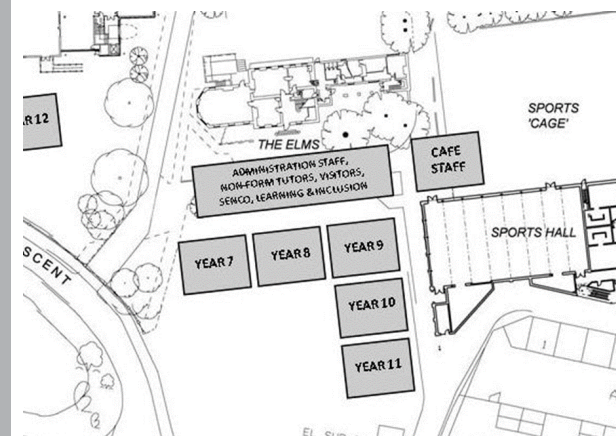 SPORTS
'CAGE'
AR 12
THE ELMS
CAFE
STAFF
ADMINISTRATION STAFF,
NON-FORM TUTORS, VISITORS,
SENCO, LEARNING & INCLUSION
SPORTS HALL
YEAR 7
YEAR 8
YEAR 9
SCENT
YEAR 10
YEAR 11